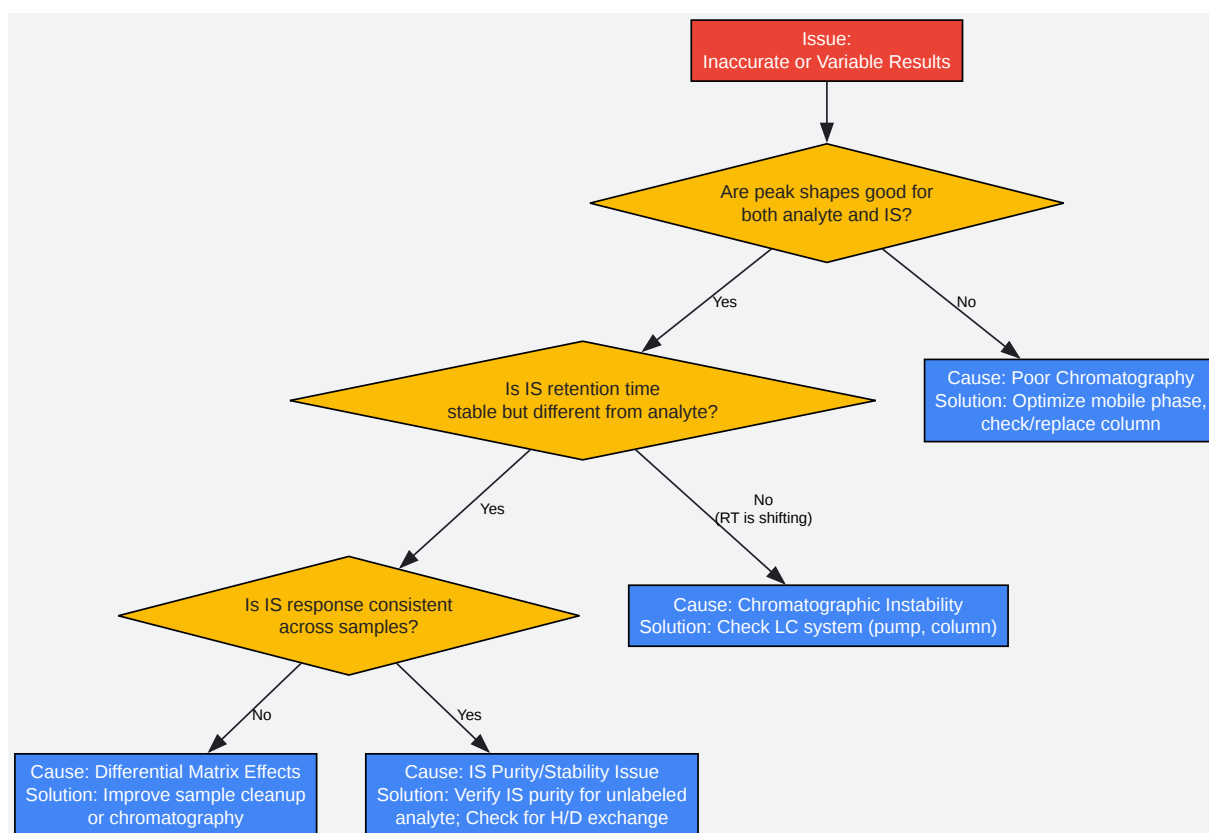 Issue:
Inaccurate or Variable Results
Are peak shapes good for
both analyte and IS?
Yes
No
Is IS retention time
stable but different from analyte?
Cause: Poor Chromatography
Solution: Optimize mobile phase,
check/replace column
Yes
No
(RT is shifting)
Is IS response consistent
across samples?
Cause: Chromatographic Instability
Solution: Check LC system (pump, column)
No
Yes
Cause: Differential Matrix Effects
Solution: Improve sample cleanup
or chromatography
Cause: IS Purity/Stability Issue
Solution: Verify IS purity for unlabeled
analyte; Check for H/D exchange